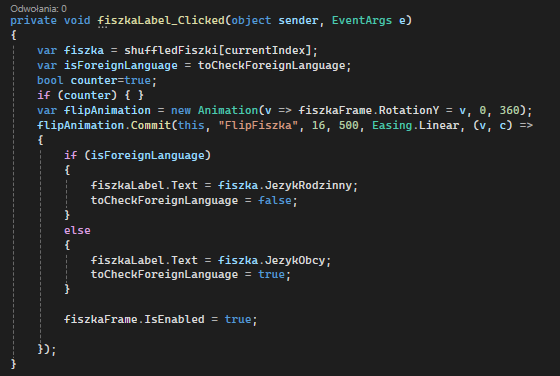 Odwołania: 0
private void fiszkaLabel_Clicked(object sender, EventArgs e)
{
var fiszka = shuffledFiszki[currentIndex];
var isForeignLanguage = toCheckForeignLanguage;
bool counter=true;
if (counter) { }
var flipAnimation = new Animation(v => fiszkaFrame.RotationY = v, 0, 360);
flipAnimation.Commit(this, "FlipFiszka", 16, 500, Easing.Linear, (v, c) =>
{
if (isForeignLanguage)
{
fiszkaLabel.Text = fiszka.JezykRodzinny;
toCheckForeignLanguage = false;
}
else
{
fiszkaLabel.Text = fiszka.JezykObcy;
toCheckForeignLanguage = true;
}
fiszkaFrame.IsEnabled = true;
});
}